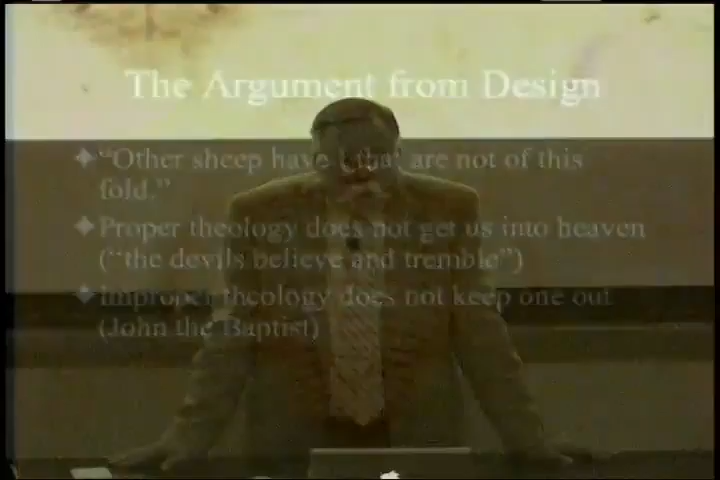 The Argument from Design
“Other sheep have I that are not of this
fold.”
Proper theology does not get us into heaven
(“the devils believe and tremble”)
Improper theology does not keep one out
(John the Baptist)